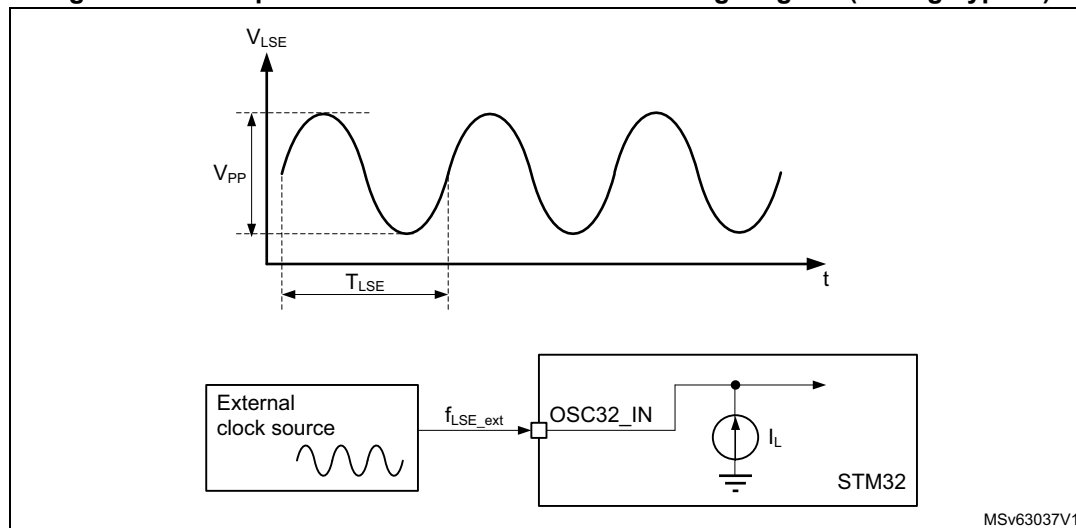 V_LSE
V_PP
T_LSE
t
External
clock source
f_LSE_ext
OSC32_IN
I_L
STM32
MSv63037V1